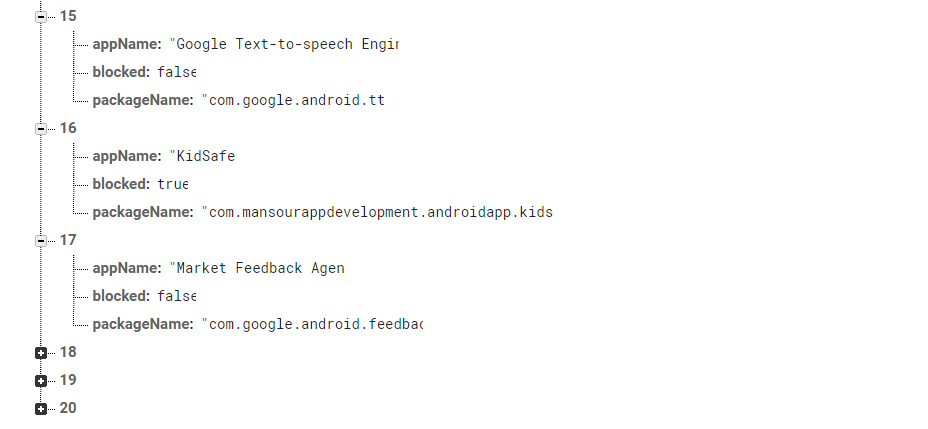 15
appName: "Google Text-to-speech Engin
blocked: false
packageName: "com.google.android.tt
16
appName: "KidSafe
blocked: true
packageName: "com.mansourappdevelopment.androidapp.kids
17
appName: "Market Feedback Agen
blocked: false
packageName: "com.google.android.feedbac
18
19
20